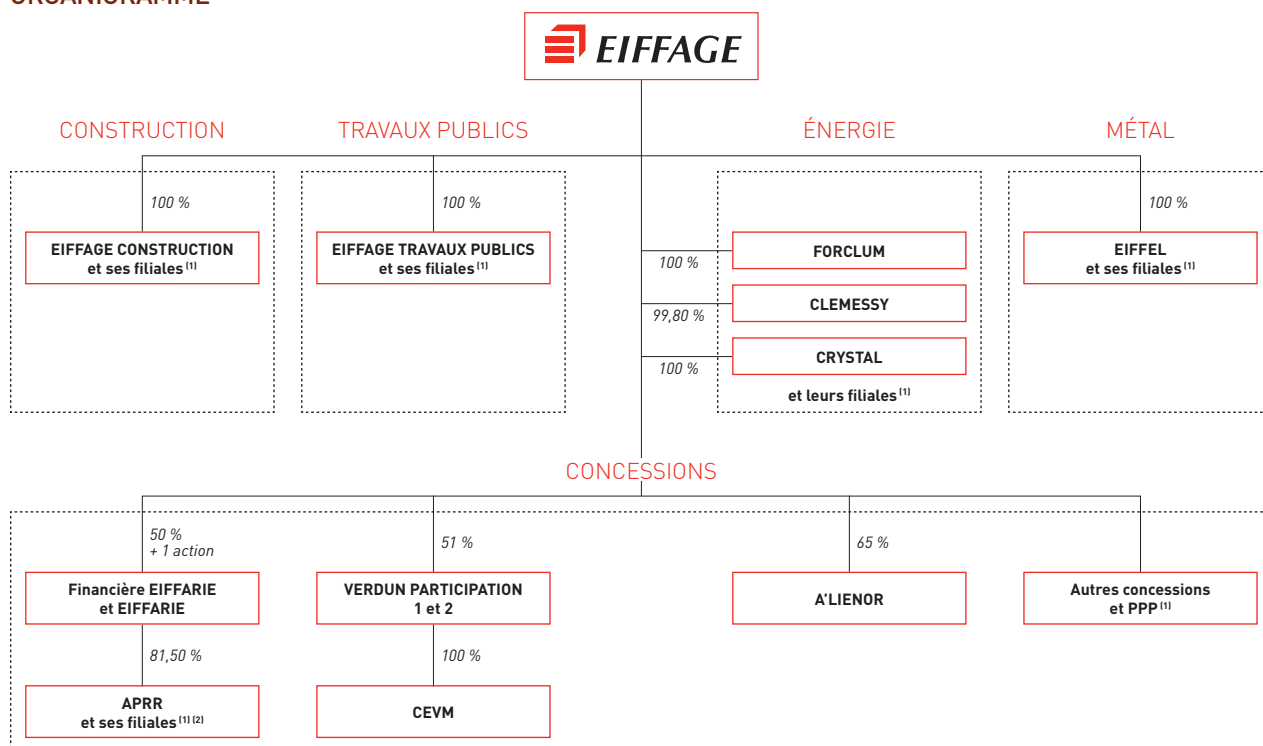 EIFFAGE
CONSTRUCTION
TRAVAUX PUBLICS
ÉNERGIE
MÉTAL
100 %
100 %
100 %
EIFFAGE CONSTRUCTION
et ses filiales (1)
EIFFAGE TRAVAUX PUBLICS
et ses filiales (1)
100 %
FORCLUM
99,80 %
CLEMESSY
100 %
CRYSTAL
et leurs filiales (1)
EIFFEL
et ses filiales (1)
CONCESSIONS
50 %
+ 1 action
51 %
65 %
Financière EIFFARIE
et EIFFARIE
VERDUN PARTICIPATION
1 et 2
A'LIENOR
Autres concessions
et PPP (1)
81,50 %
100 %
APRR
et ses filiales (1) (2)
CEVM